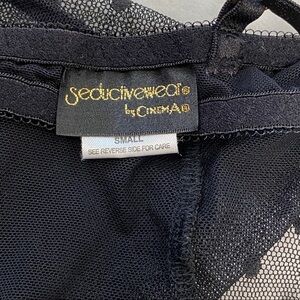 Seductivewear®
by CINEMA®
SMALL
SEE REVERSE SIDE FOR CARE